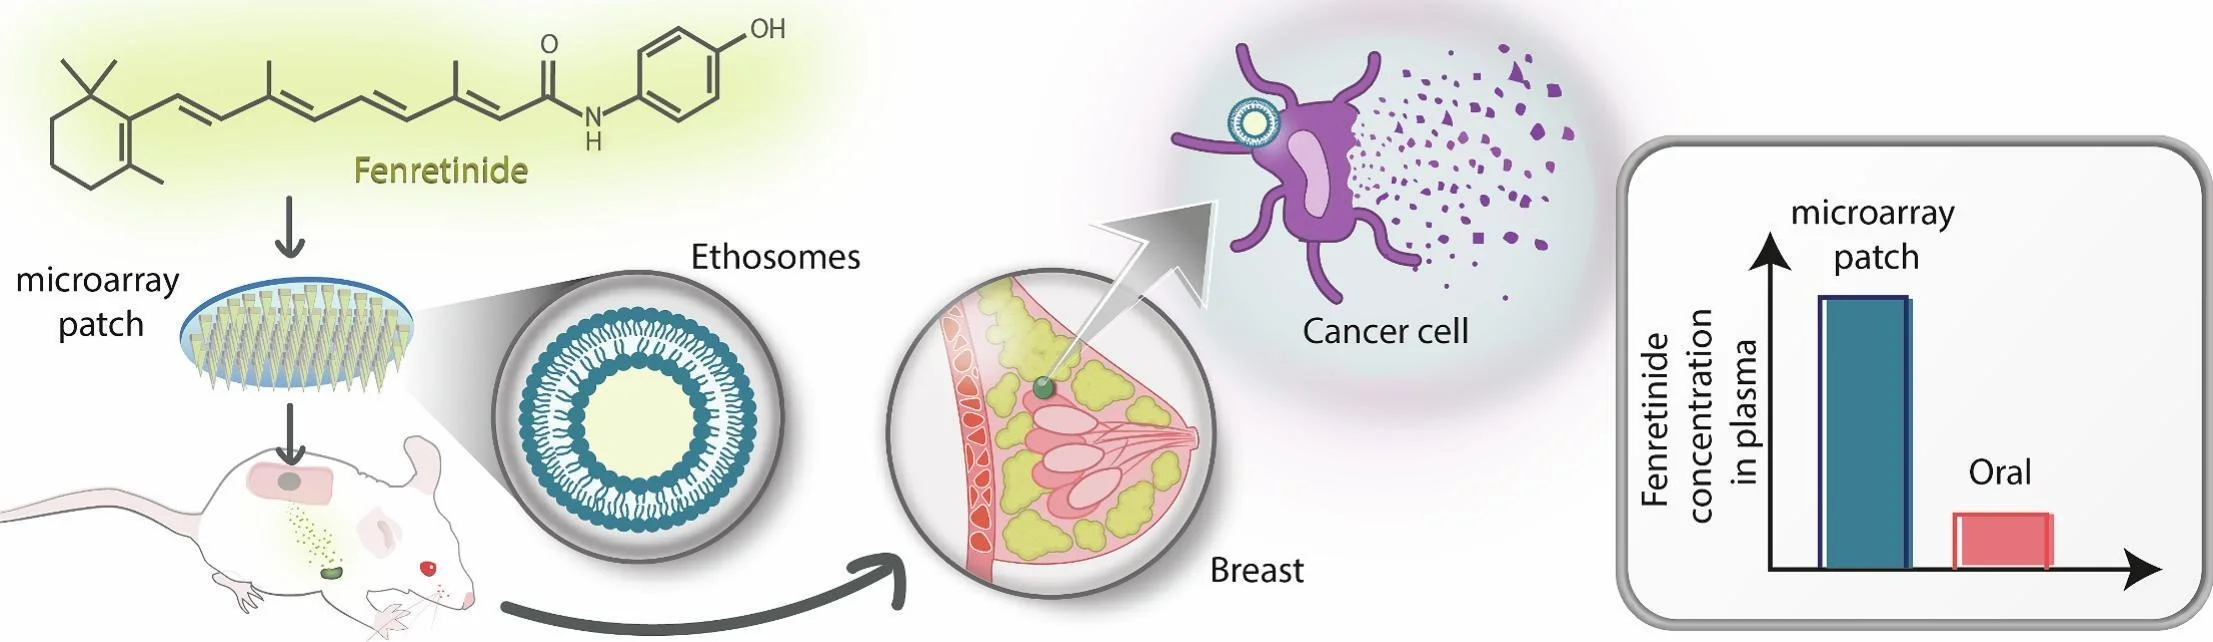 OH
O
N
H
Fenretinide
microarray
patch
Ethosomes
Breast
Cancer cell
microarray
patch
Fenretinide
concentration
in plasma
Oral